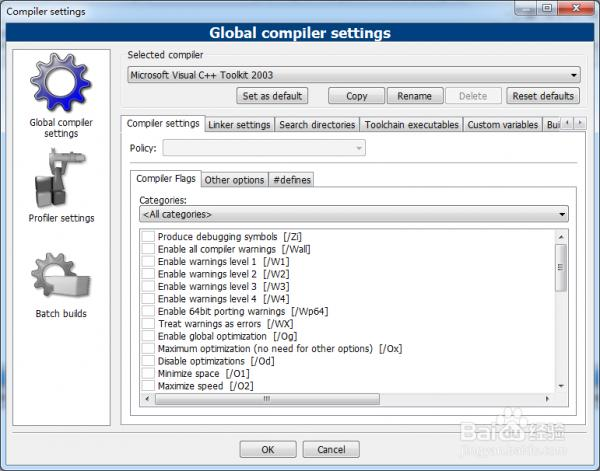 Compiler settings
Global compiler settings
Global compiler settings
Profiler settings
Batch builds
Selected compiler
Microsoft Visual C++ Toolkit 2003
Set as default Copy Rename Delete Reset defaults
Compiler settings Linker settings Search directories Toolchain executables Custom variables Bui
Policy:
Compiler Flags Other options #defines
Categories:
<All categories>
Produce debugging symbols [/Zi]
Enable all compiler warnings [/Wall]
Enable warnings level 1 [/W1]
Enable warnings level 2 [/W2]
Enable warnings level 3 [/W3]
Enable warnings level 4 [/W4]
Enable 64bit porting warnings [/Wp64]
Treat warnings as errors [/WX]
Enable global optimization [/Og]
Maximum optimization (no need for other options) [/Ox]
Disable optimizations [/Od]
Minimize space [/O1]
Maximize speed [/O2]
OK Cancel
Baidu 经验
jingyan.baidu.com